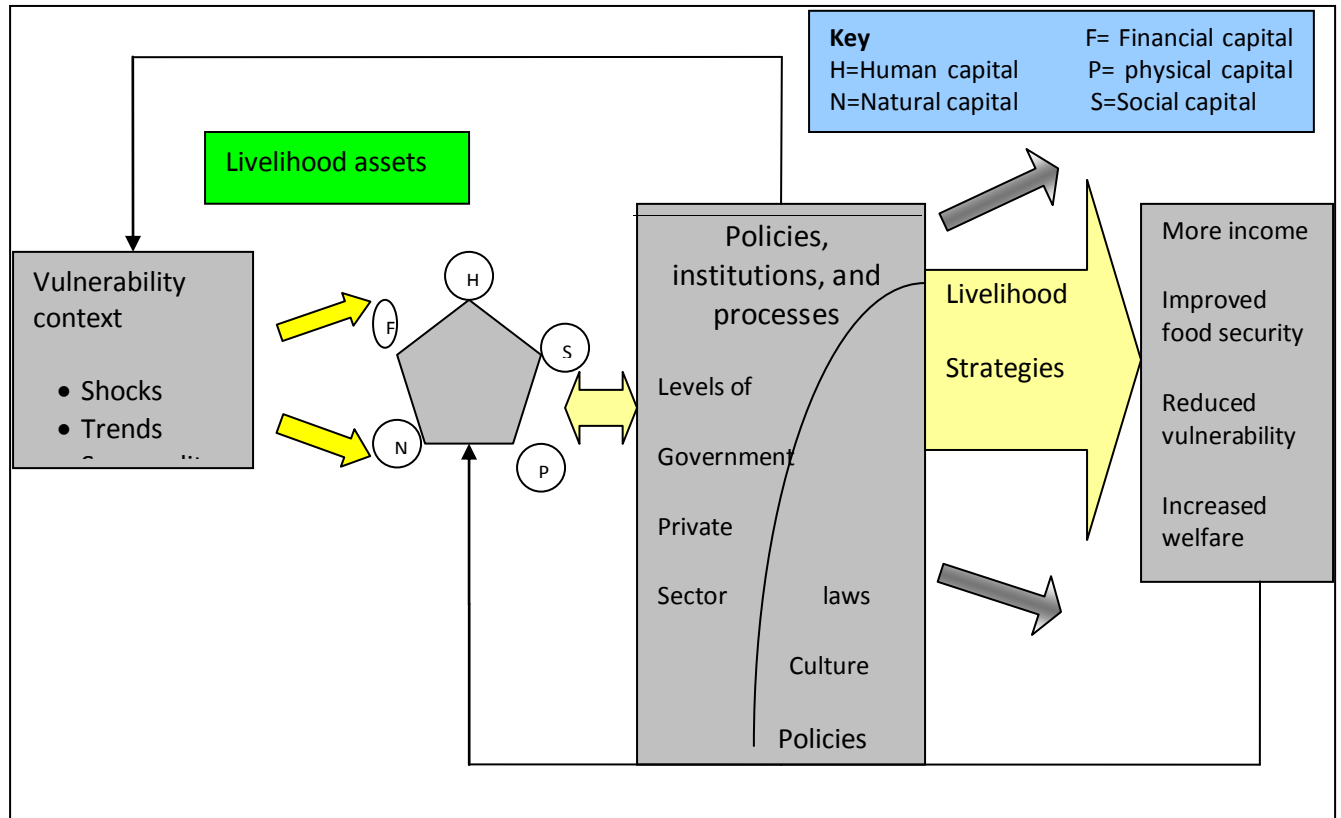 Key F= Financial capital
H=Human capital P= physical capital
N=Natural capital S=Social capital
Livelihood assets
Vulnerability
context
• Shocks
• Trends
H
F
S
N
P
Policies,
institutions, and
processes
Levels of
Government
Private
Sector laws
Culture
Policies
Livelihood
Strategies
More income
Improved
food security
Reduced
vulnerability
Increased
welfare